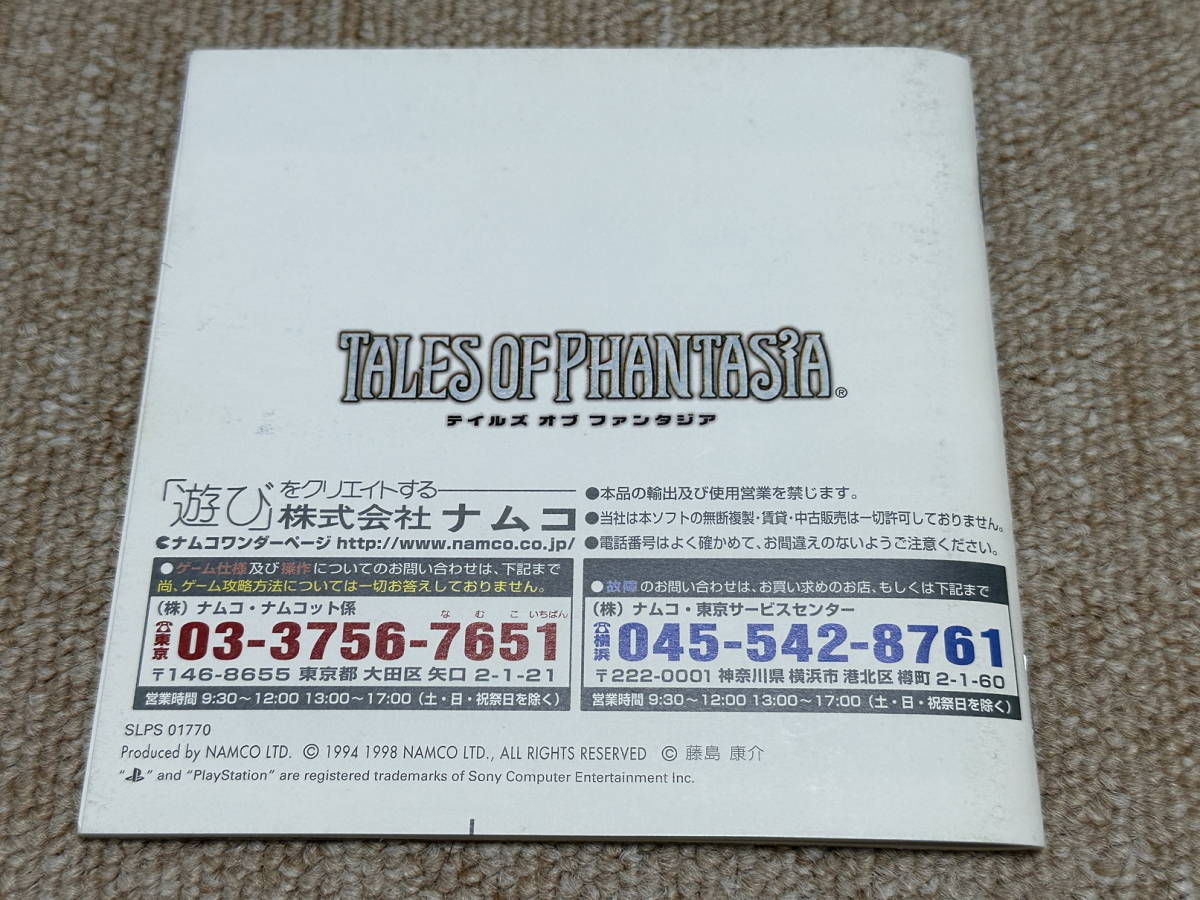 TALES OF PHANTASIA®
テイルズ オブ ファンタジア
「遊び」をクリエイトする
株式会社 ナムコ
ナムコワンダーページ http://www.namco.co.jp/
●本品の輸出及び使用営業を禁じます。
●当社は本ソフトの無断複製・賃貸・中古販売は一切許可しておりません。
●電話番号はよく確かめて、お間違えのないようご注意ください。
●ゲーム仕様及び操作についてのお問い合わせは、下記まで
尚、ゲーム攻略方法については一切お答えしておりません。
(株)ナムコ・ナムコット係
なむこ いちばん
☎東京 03-3756-7651
〒146-8655 東京都 大田区 矢口 2-1-21
営業時間 9:30～12:00 13:00～17:00（土・日・祝祭日を除く）
●故障のお問い合わせは、お買い求めのお店、もしくは下記まで
(株)ナムコ・東京サービスセンター
☎横浜 045-542-8761
〒222-0001 神奈川県 横浜市 港北区 樽町 2-1-60
営業時間 9:30～12:00 13:00～17:00（土・日・祝祭日を除く）
SLPS 01770
Produced by NAMCO LTD. © 1994 1998 NAMCO LTD., ALL RIGHTS RESERVED © 藤島 康介
“ ” and “PlayStation” are registered trademarks of Sony Computer Entertainment Inc.